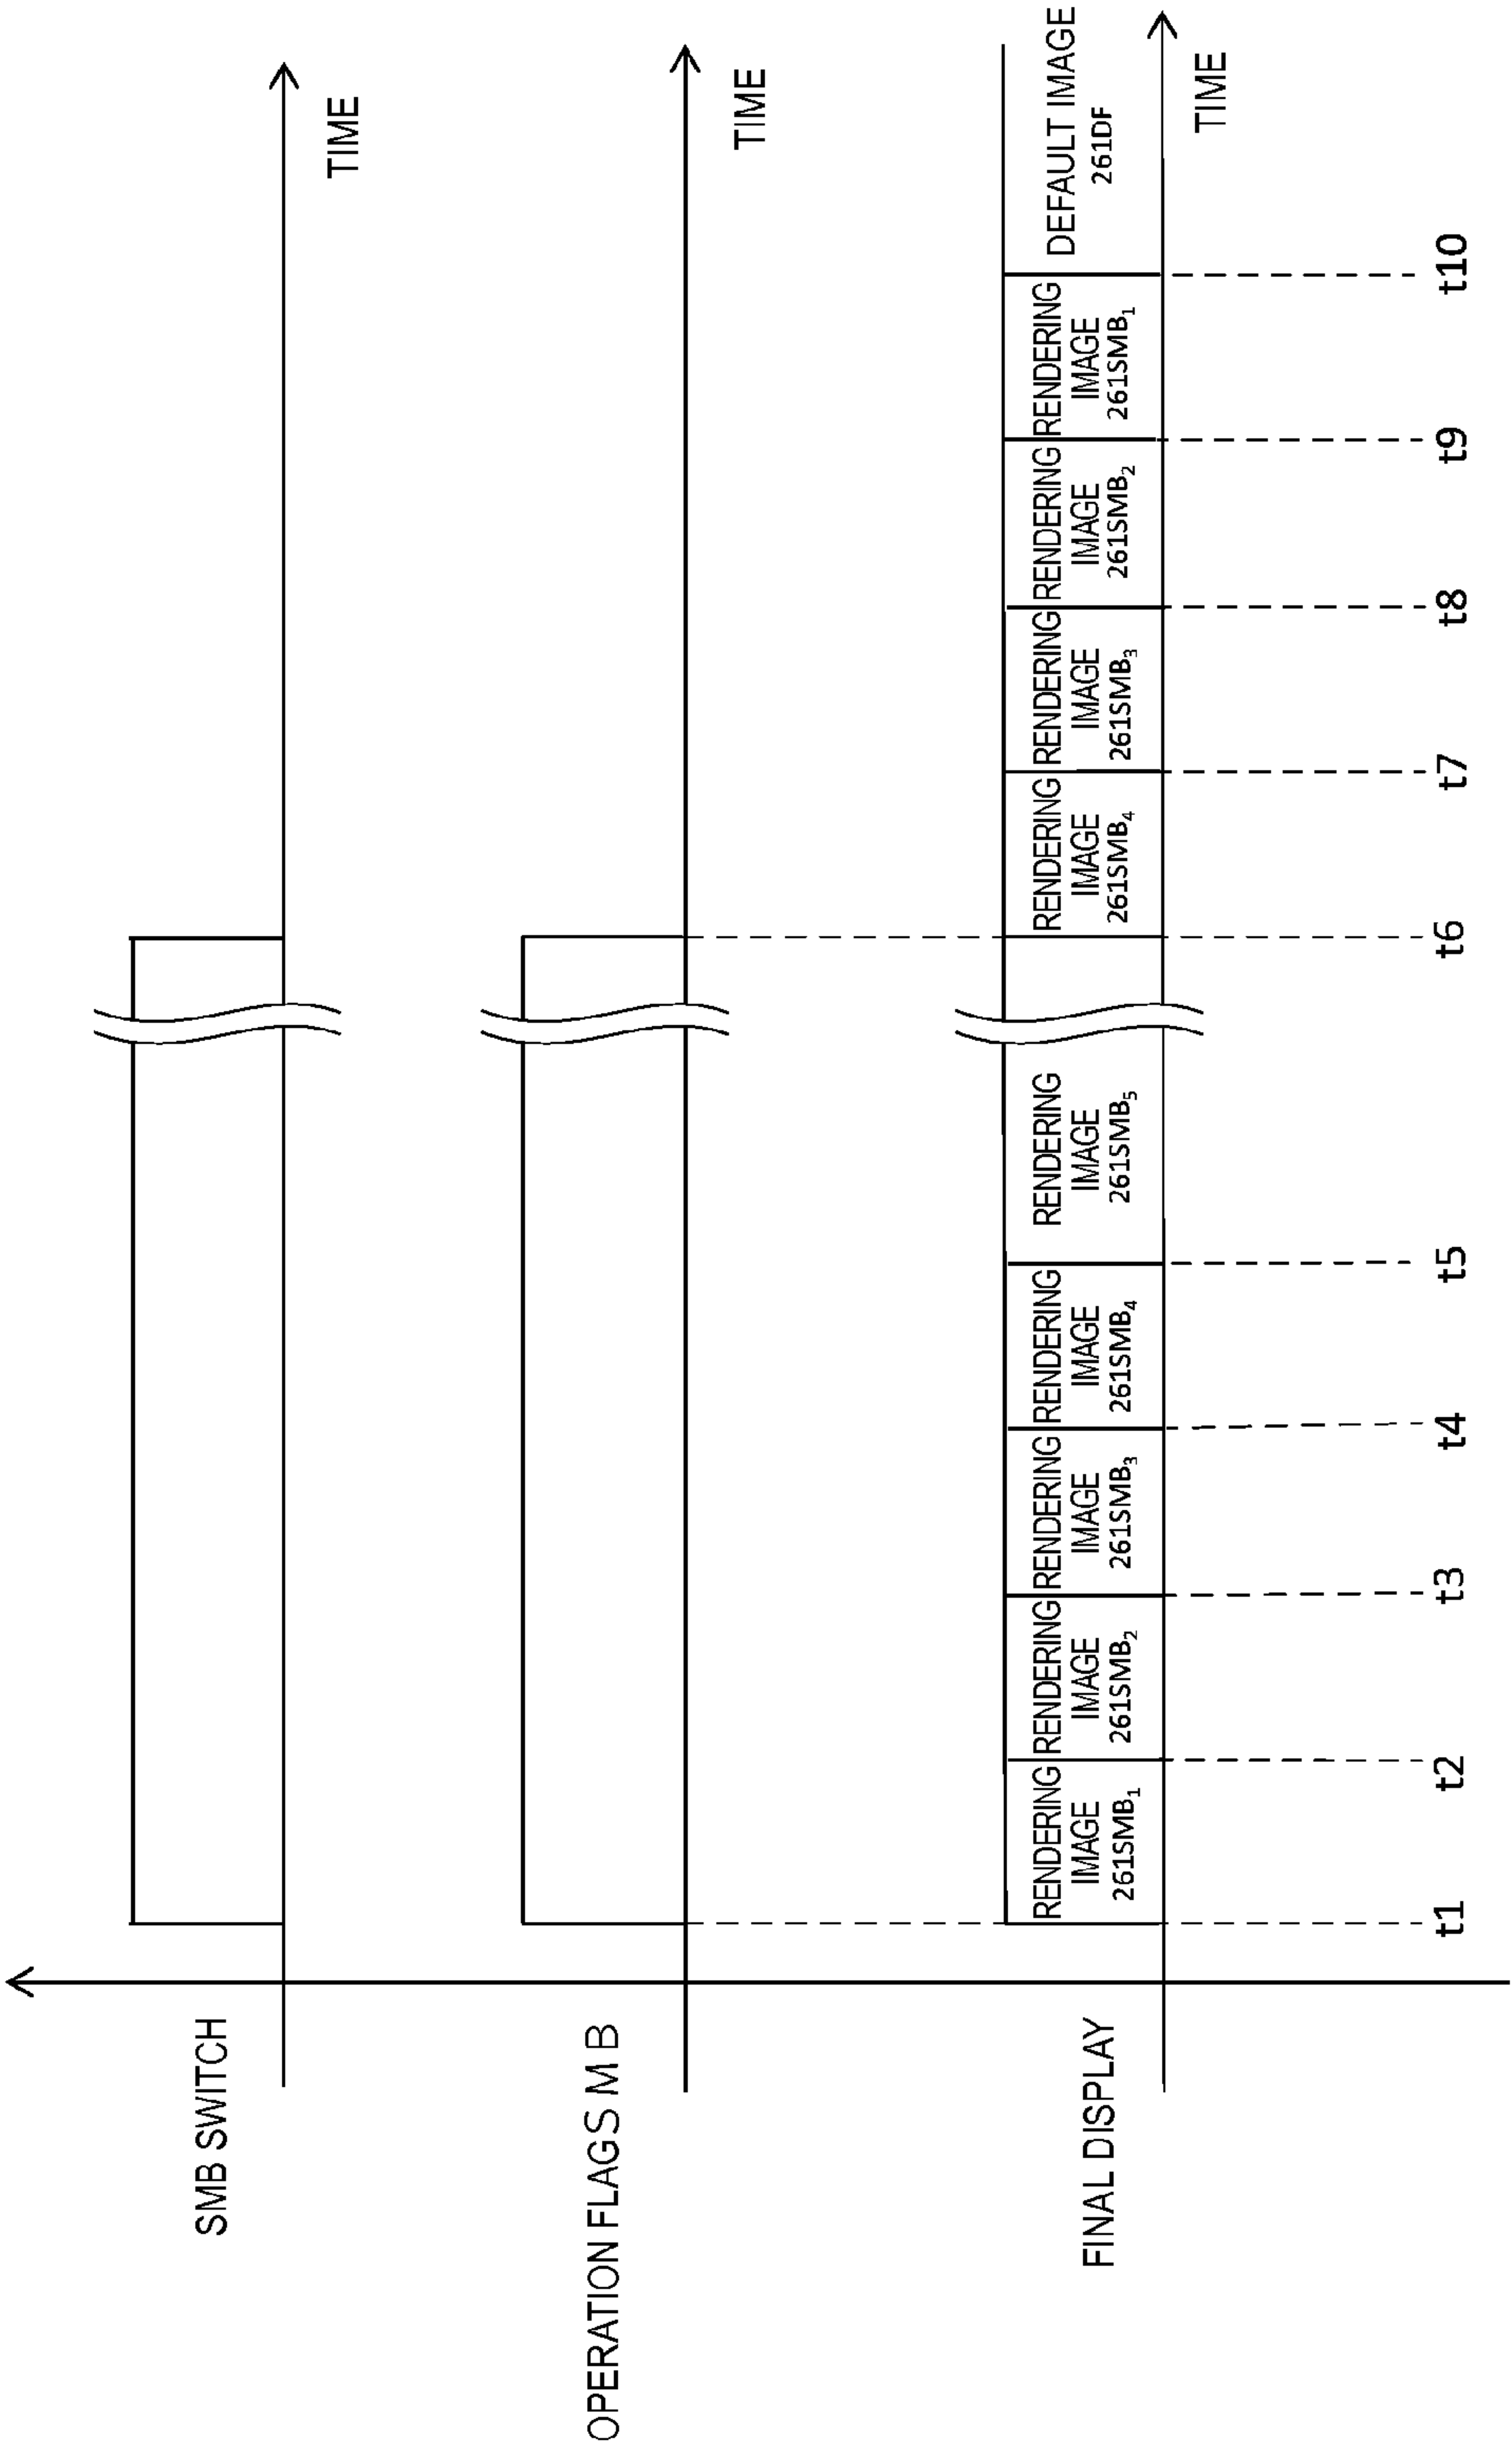 SMB SWITCH
TIME
OPERATION FLAGS M B
TIME
FINAL DISPLAY
RENDERING
IMAGE
261SMB₁
RENDERING
IMAGE
261SMB₂
RENDERING
IMAGE
261SMB₃
RENDERING
IMAGE
261SMB₄
RENDERING
IMAGE
261SMB₅
RENDERING
IMAGE
261SMB₄
RENDERING
IMAGE
261SMB₃
RENDERING
IMAGE
261SMB₂
RENDERING
IMAGE
261SMB₁
DEFAULT IMAGE
261DF
TIME
t1 t2 t3 t4 t5 t6 t7 t8 t9 t10